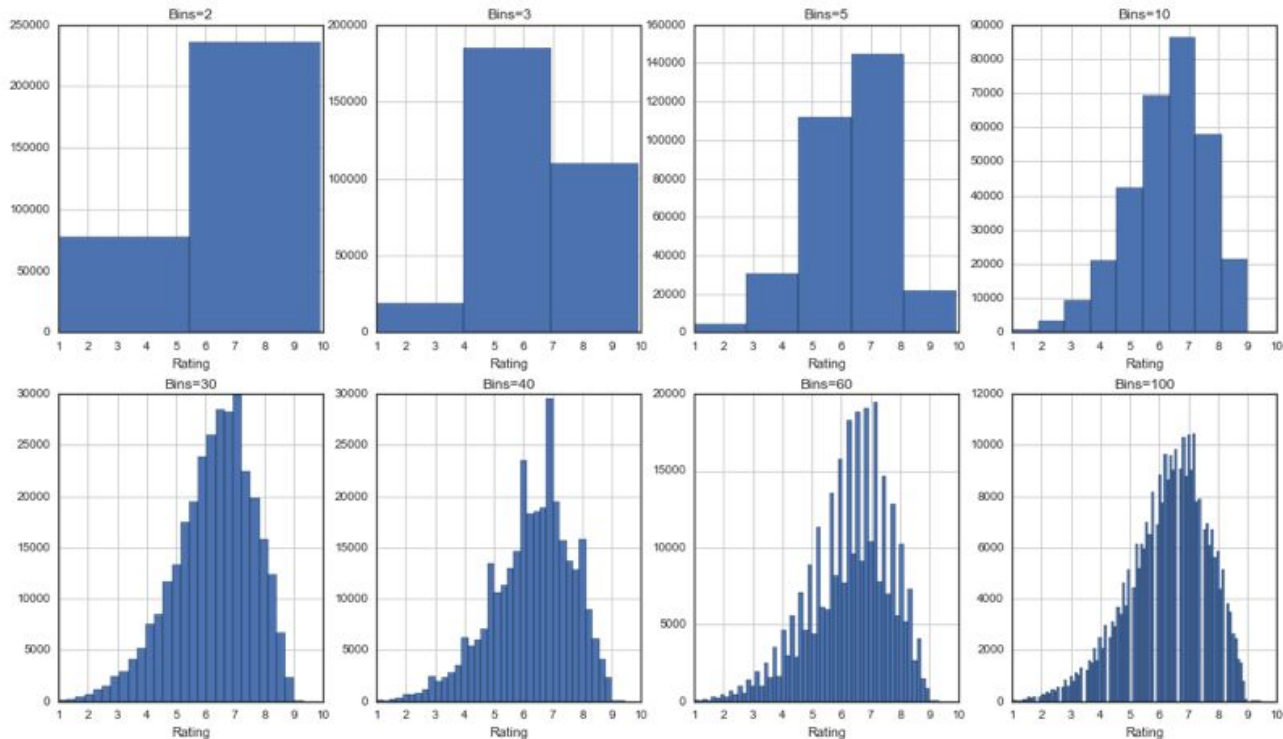 Bins=2
250000
200000
150000
100000
50000
0
1 2 3 4 5 6 7 8 9 10
Rating
Bins=3
200000
150000
100000
50000
0
1 2 3 4 5 6 7 8 9 10
Rating
Bins=5
160000
140000
120000
100000
80000
60000
40000
20000
0
1 2 3 4 5 6 7 8 9 10
Rating
Bins=10
90000
80000
70000
60000
50000
40000
30000
20000
10000
0
1 2 3 4 5 6 7 8 9 10
Rating
Bins=30
30000
25000
20000
15000
10000
5000
0
1 2 3 4 5 6 7 8 9 10
Rating
Bins=40
30000
25000
20000
15000
10000
5000
0
1 2 3 4 5 6 7 8 9 10
Rating
Bins=60
20000
15000
10000
5000
0
1 2 3 4 5 6 7 8 9 10
Rating
Bins=100
12000
10000
8000
6000
4000
2000
0
1 2 3 4 5 6 7 8 9 10
Rating